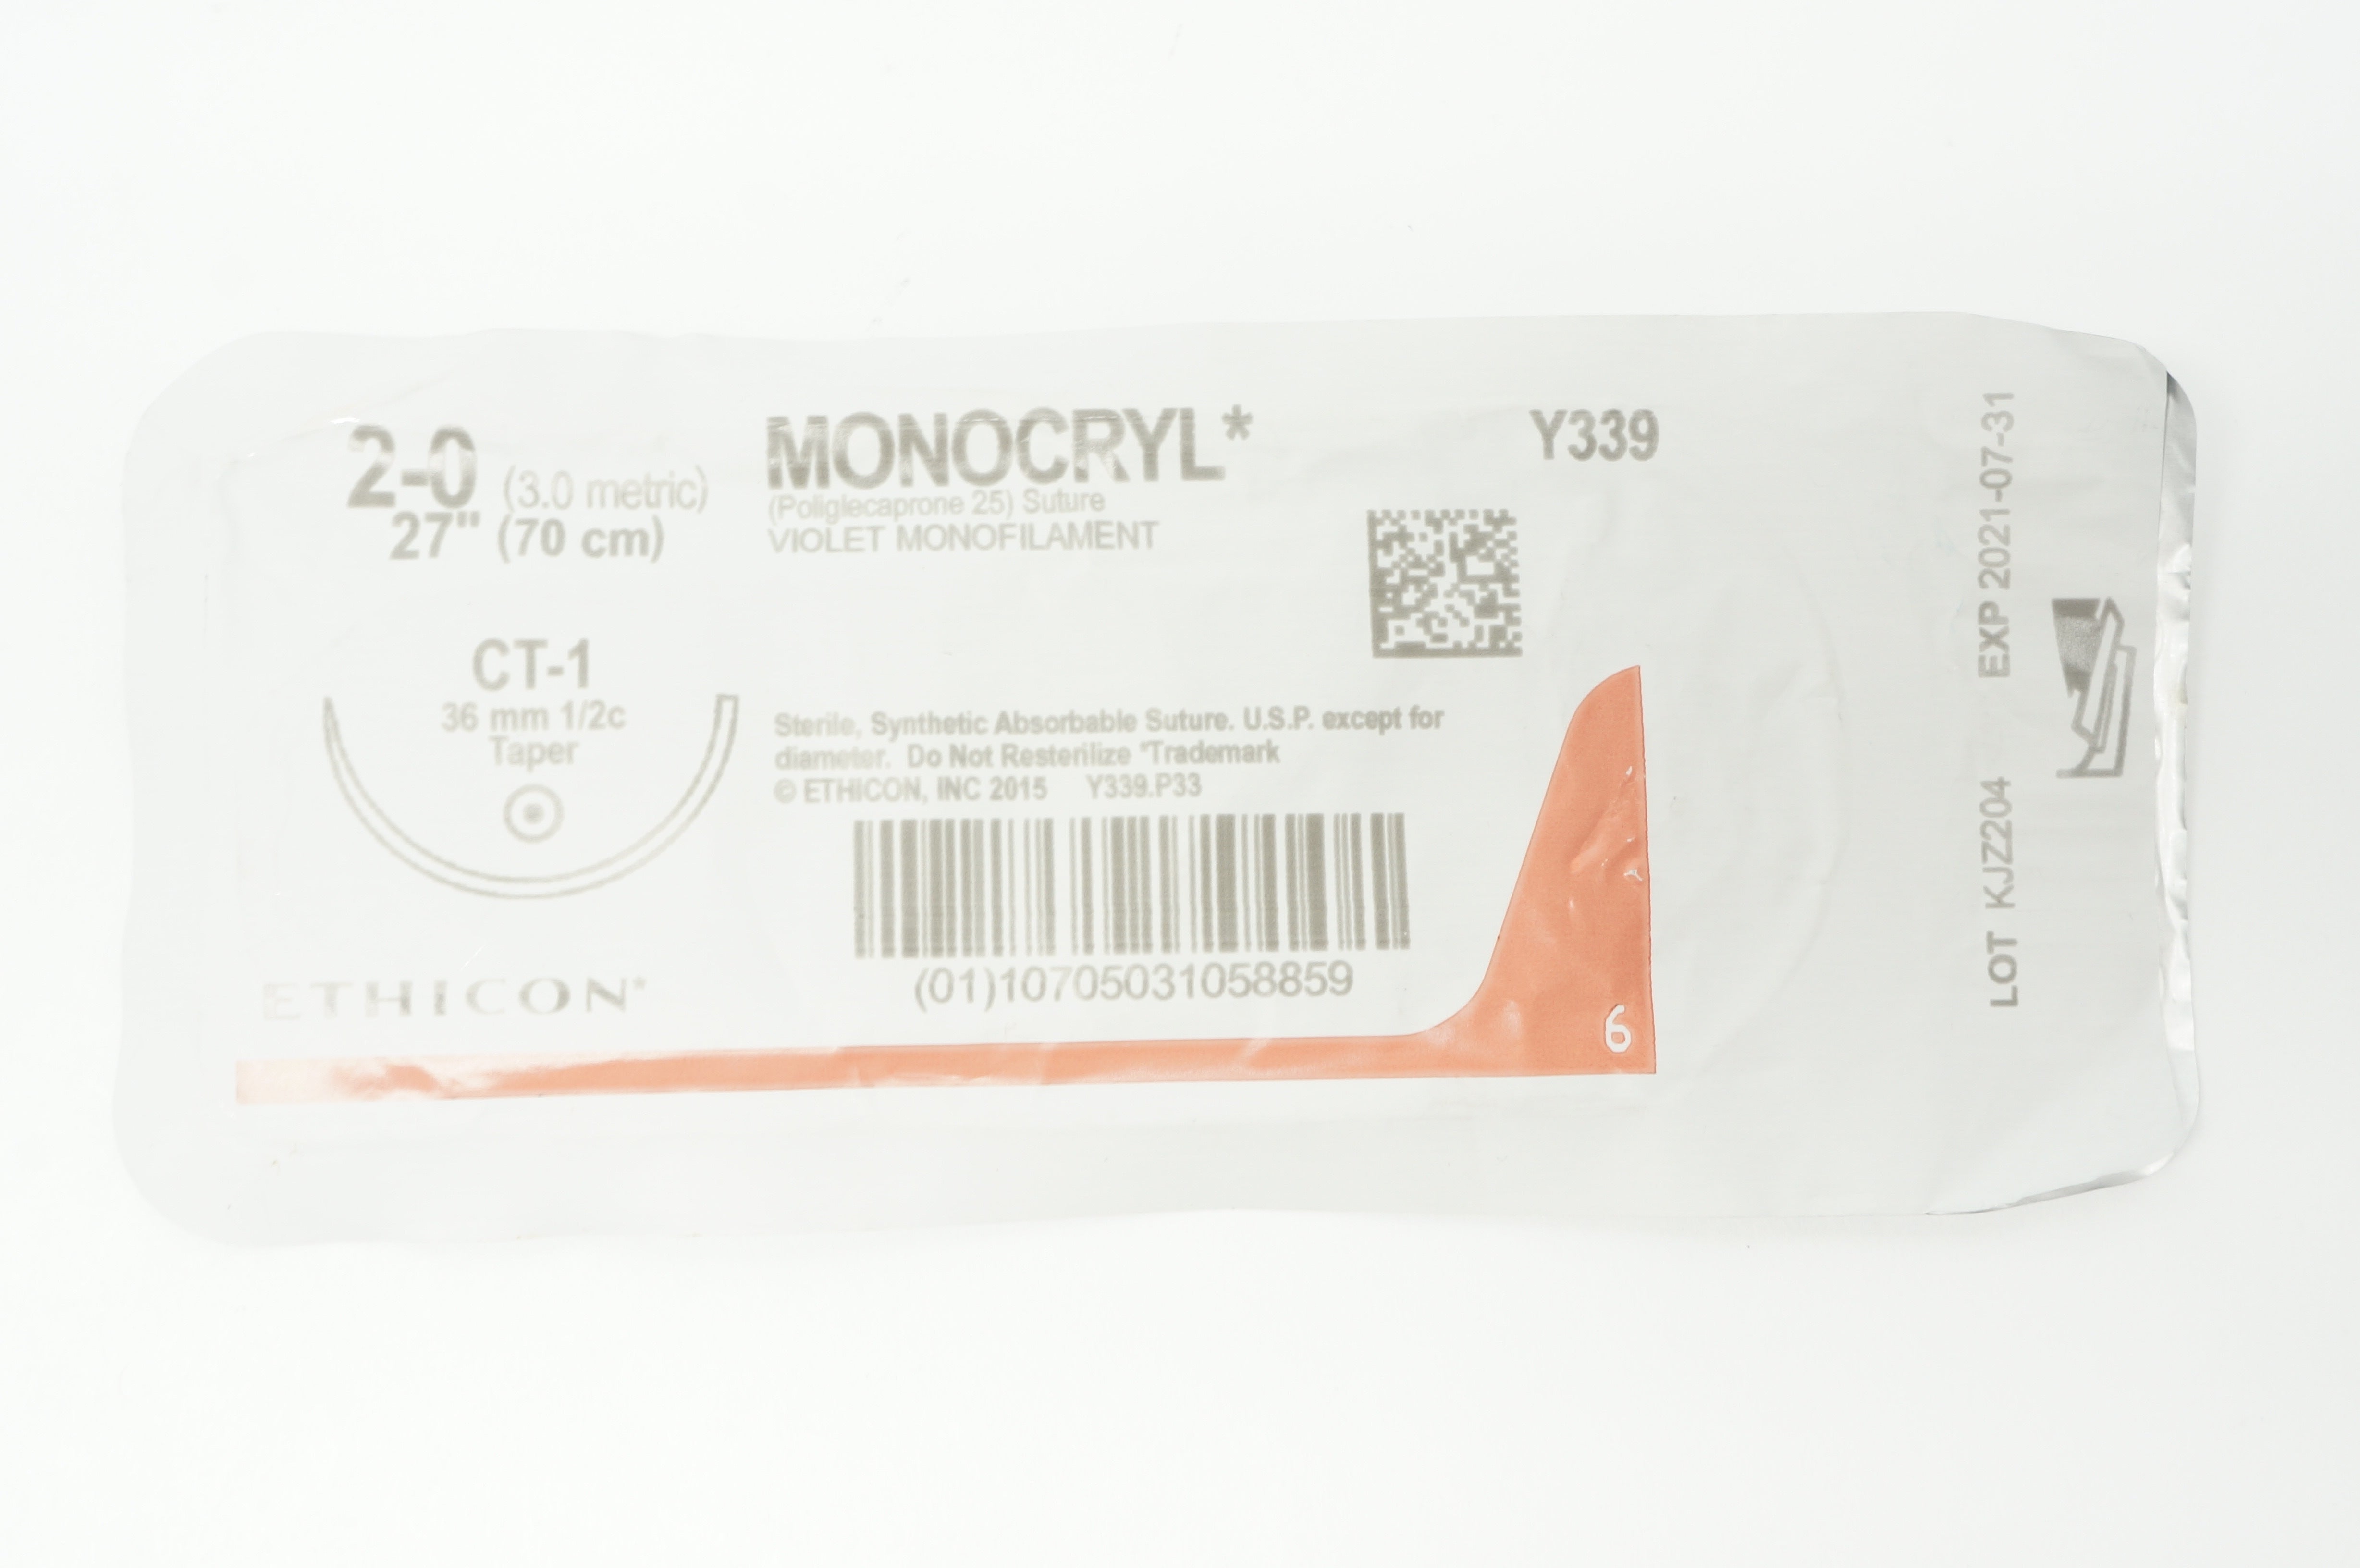 2-0 (3.0 metric)
27" (70 cm)
MONOCRYL*
(Poliglecaprone 25) Suture
VIOLET MONOFILAMENT
Y339
CT-1
36 mm 1/2c
Taper
Sterile, Synthetic Absorbable Suture. U.S.P. except for
diameter. Do Not Resterilize *Trademark
© ETHICON, INC 2015 Y339.P33
(01)10705031058859
ETHICON*
6
LOT KJZ204 EXP 2021-07-31